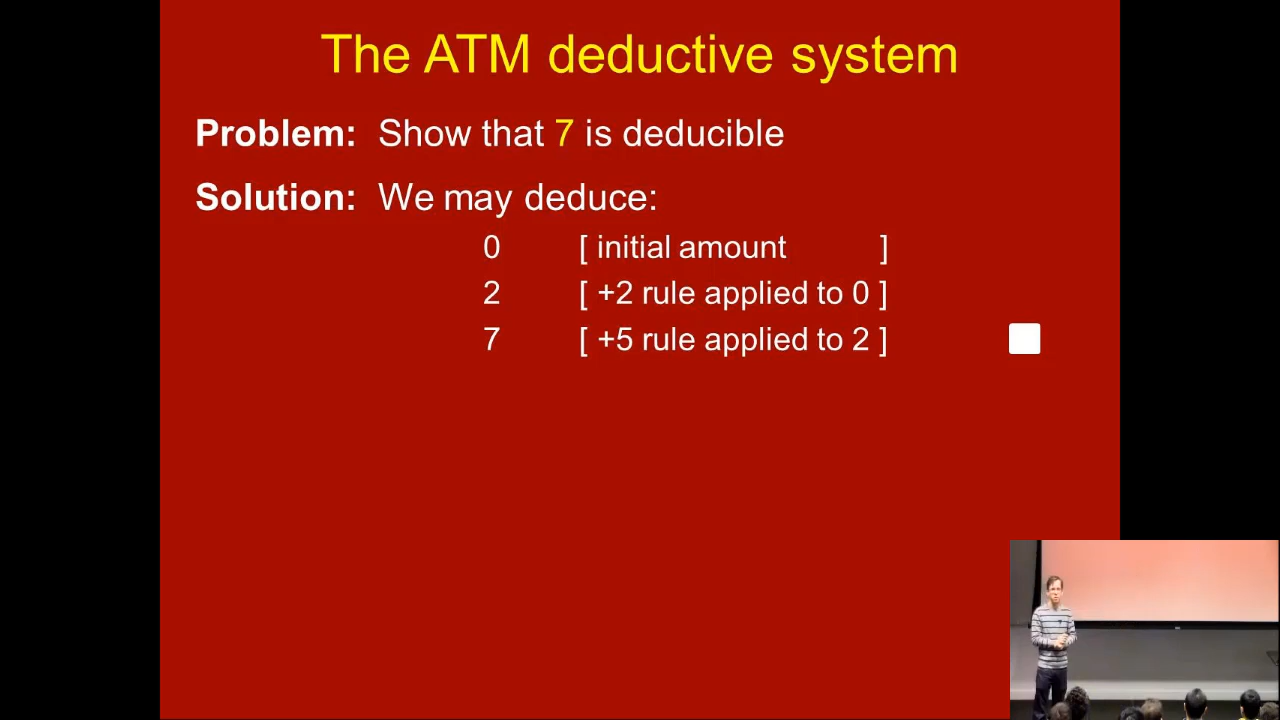 The ATM deductive system
Problem: Show that 7 is deducible
Solution: We may deduce:
0 [ initial amount ]
2 [ +2 rule applied to 0 ]
7 [ +5 rule applied to 2 ]